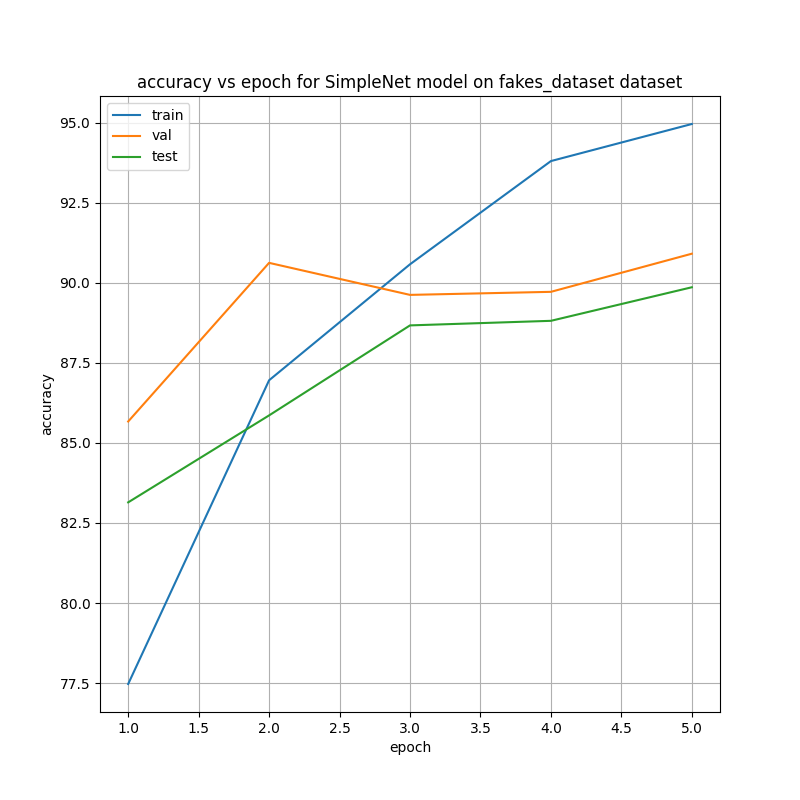 accuracy vs epoch for SimpleNet model on fakes_dataset dataset
train
val
test
95.0
92.5
90.0
87.5
85.0
82.5
80.0
77.5
accuracy
1.0 1.5 2.0 2.5 3.0 3.5 4.0 4.5 5.0
epoch